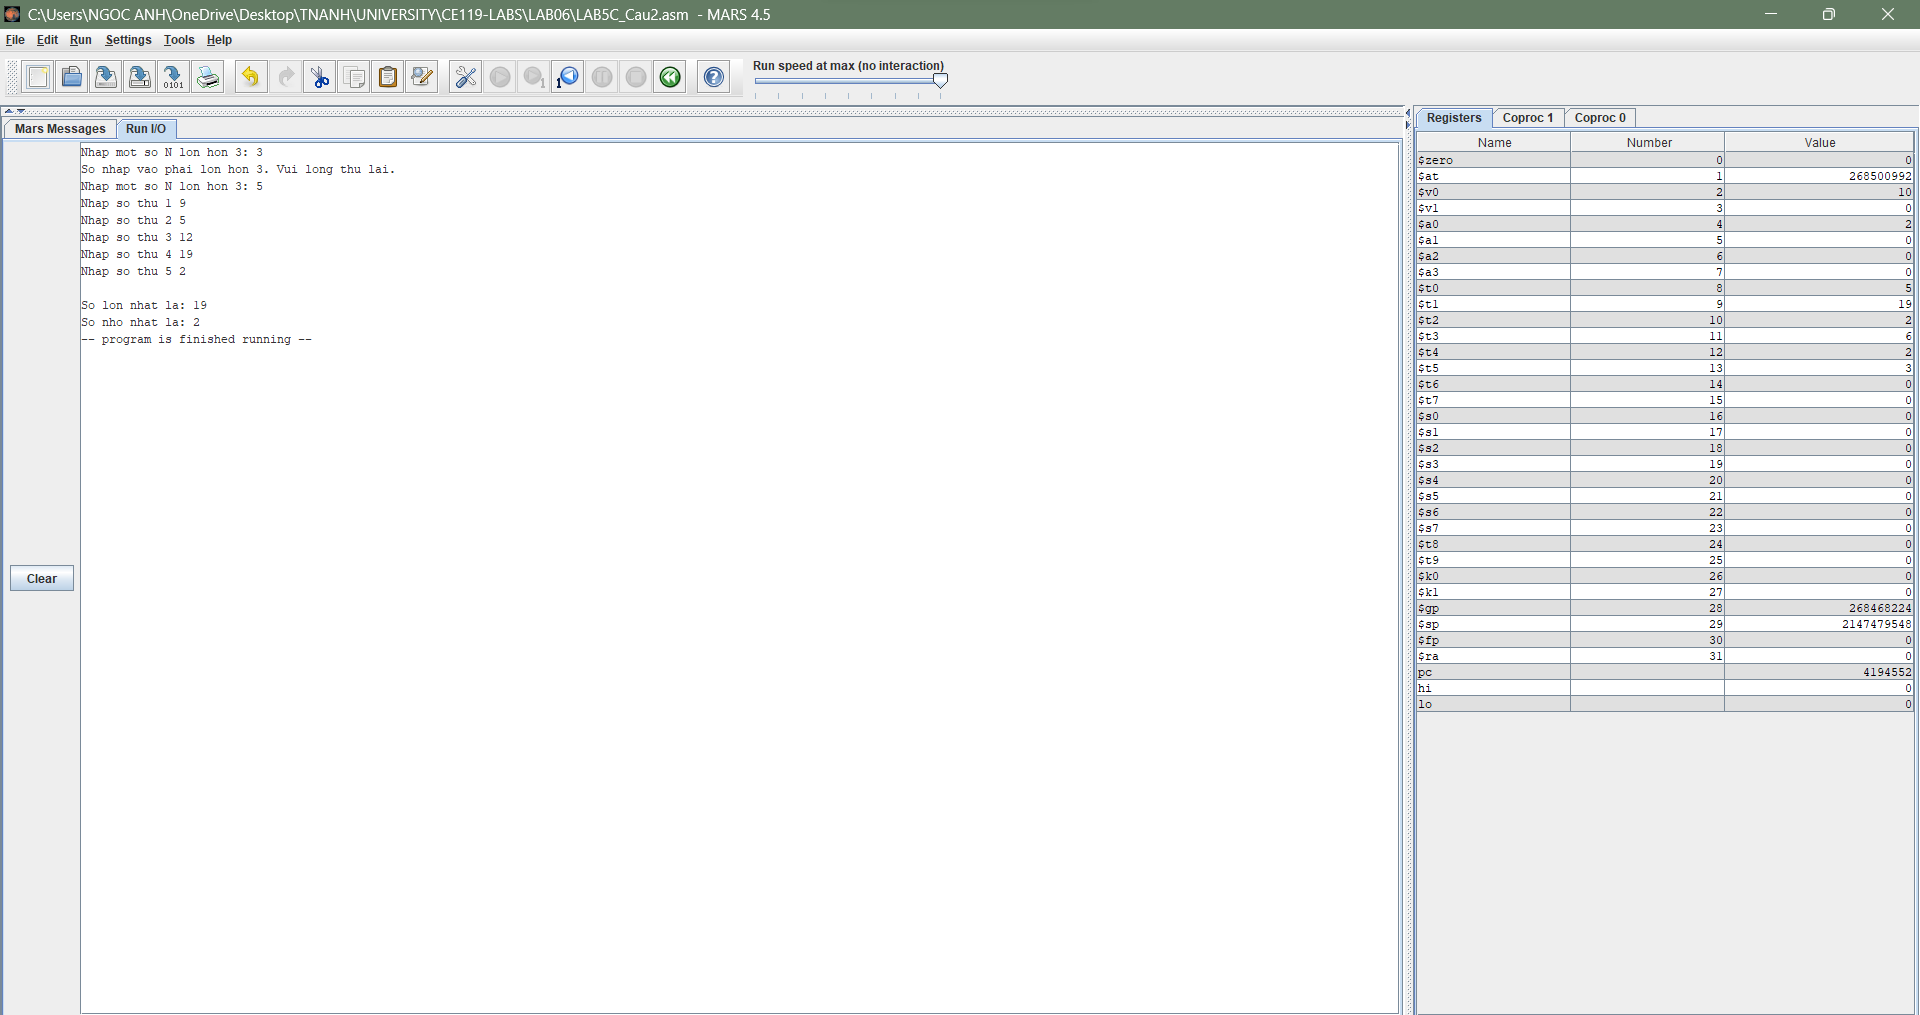 C:\Users\NGOC ANH\OneDrive\Desktop\TNANH\UNIVERSITY\CE119-LABS\LAB06\LAB5C_Cau2.asm - MARS 4.5
File Edit Run Settings Tools Help
Run speed at max (no interaction)
Mars Messages Run I/O
Nhap mot so N lon hon 3: 3
So nhap vao phai lon hon 3. Vui long thu lai.
Nhap mot so N lon hon 3: 5
Nhap so thu 1 9
Nhap so thu 2 5
Nhap so thu 3 12
Nhap so thu 4 19
Nhap so thu 5 2
So lon nhat la: 19
So nho nhat la: 2
-- program is finished running --
Clear
Registers Coproc 1 Coproc 0
Name Number Value
$zero 0 0
$at 1 268500992
$v0 2 10
$v1 3 0
$a0 4 2
$a1 5 0
$a2 6 0
$a3 7 0
$t0 8 5
$t1 9 19
$t2 10 2
$t3 11 6
$t4 12 2
$t5 13 3
$t6 14 0
$t7 15 0
$s0 16 0
$s1 17 0
$s2 18 0
$s3 19 0
$s4 20 0
$s5 21 0
$s6 22 0
$s7 23 0
$t8 24 0
$t9 25 0
$k0 26 0
$k1 27 0
$gp 28 268468224
$sp 29 2147479548
$fp 30 0
$ra 31 0
pc 4194552
hi 0
lo 0